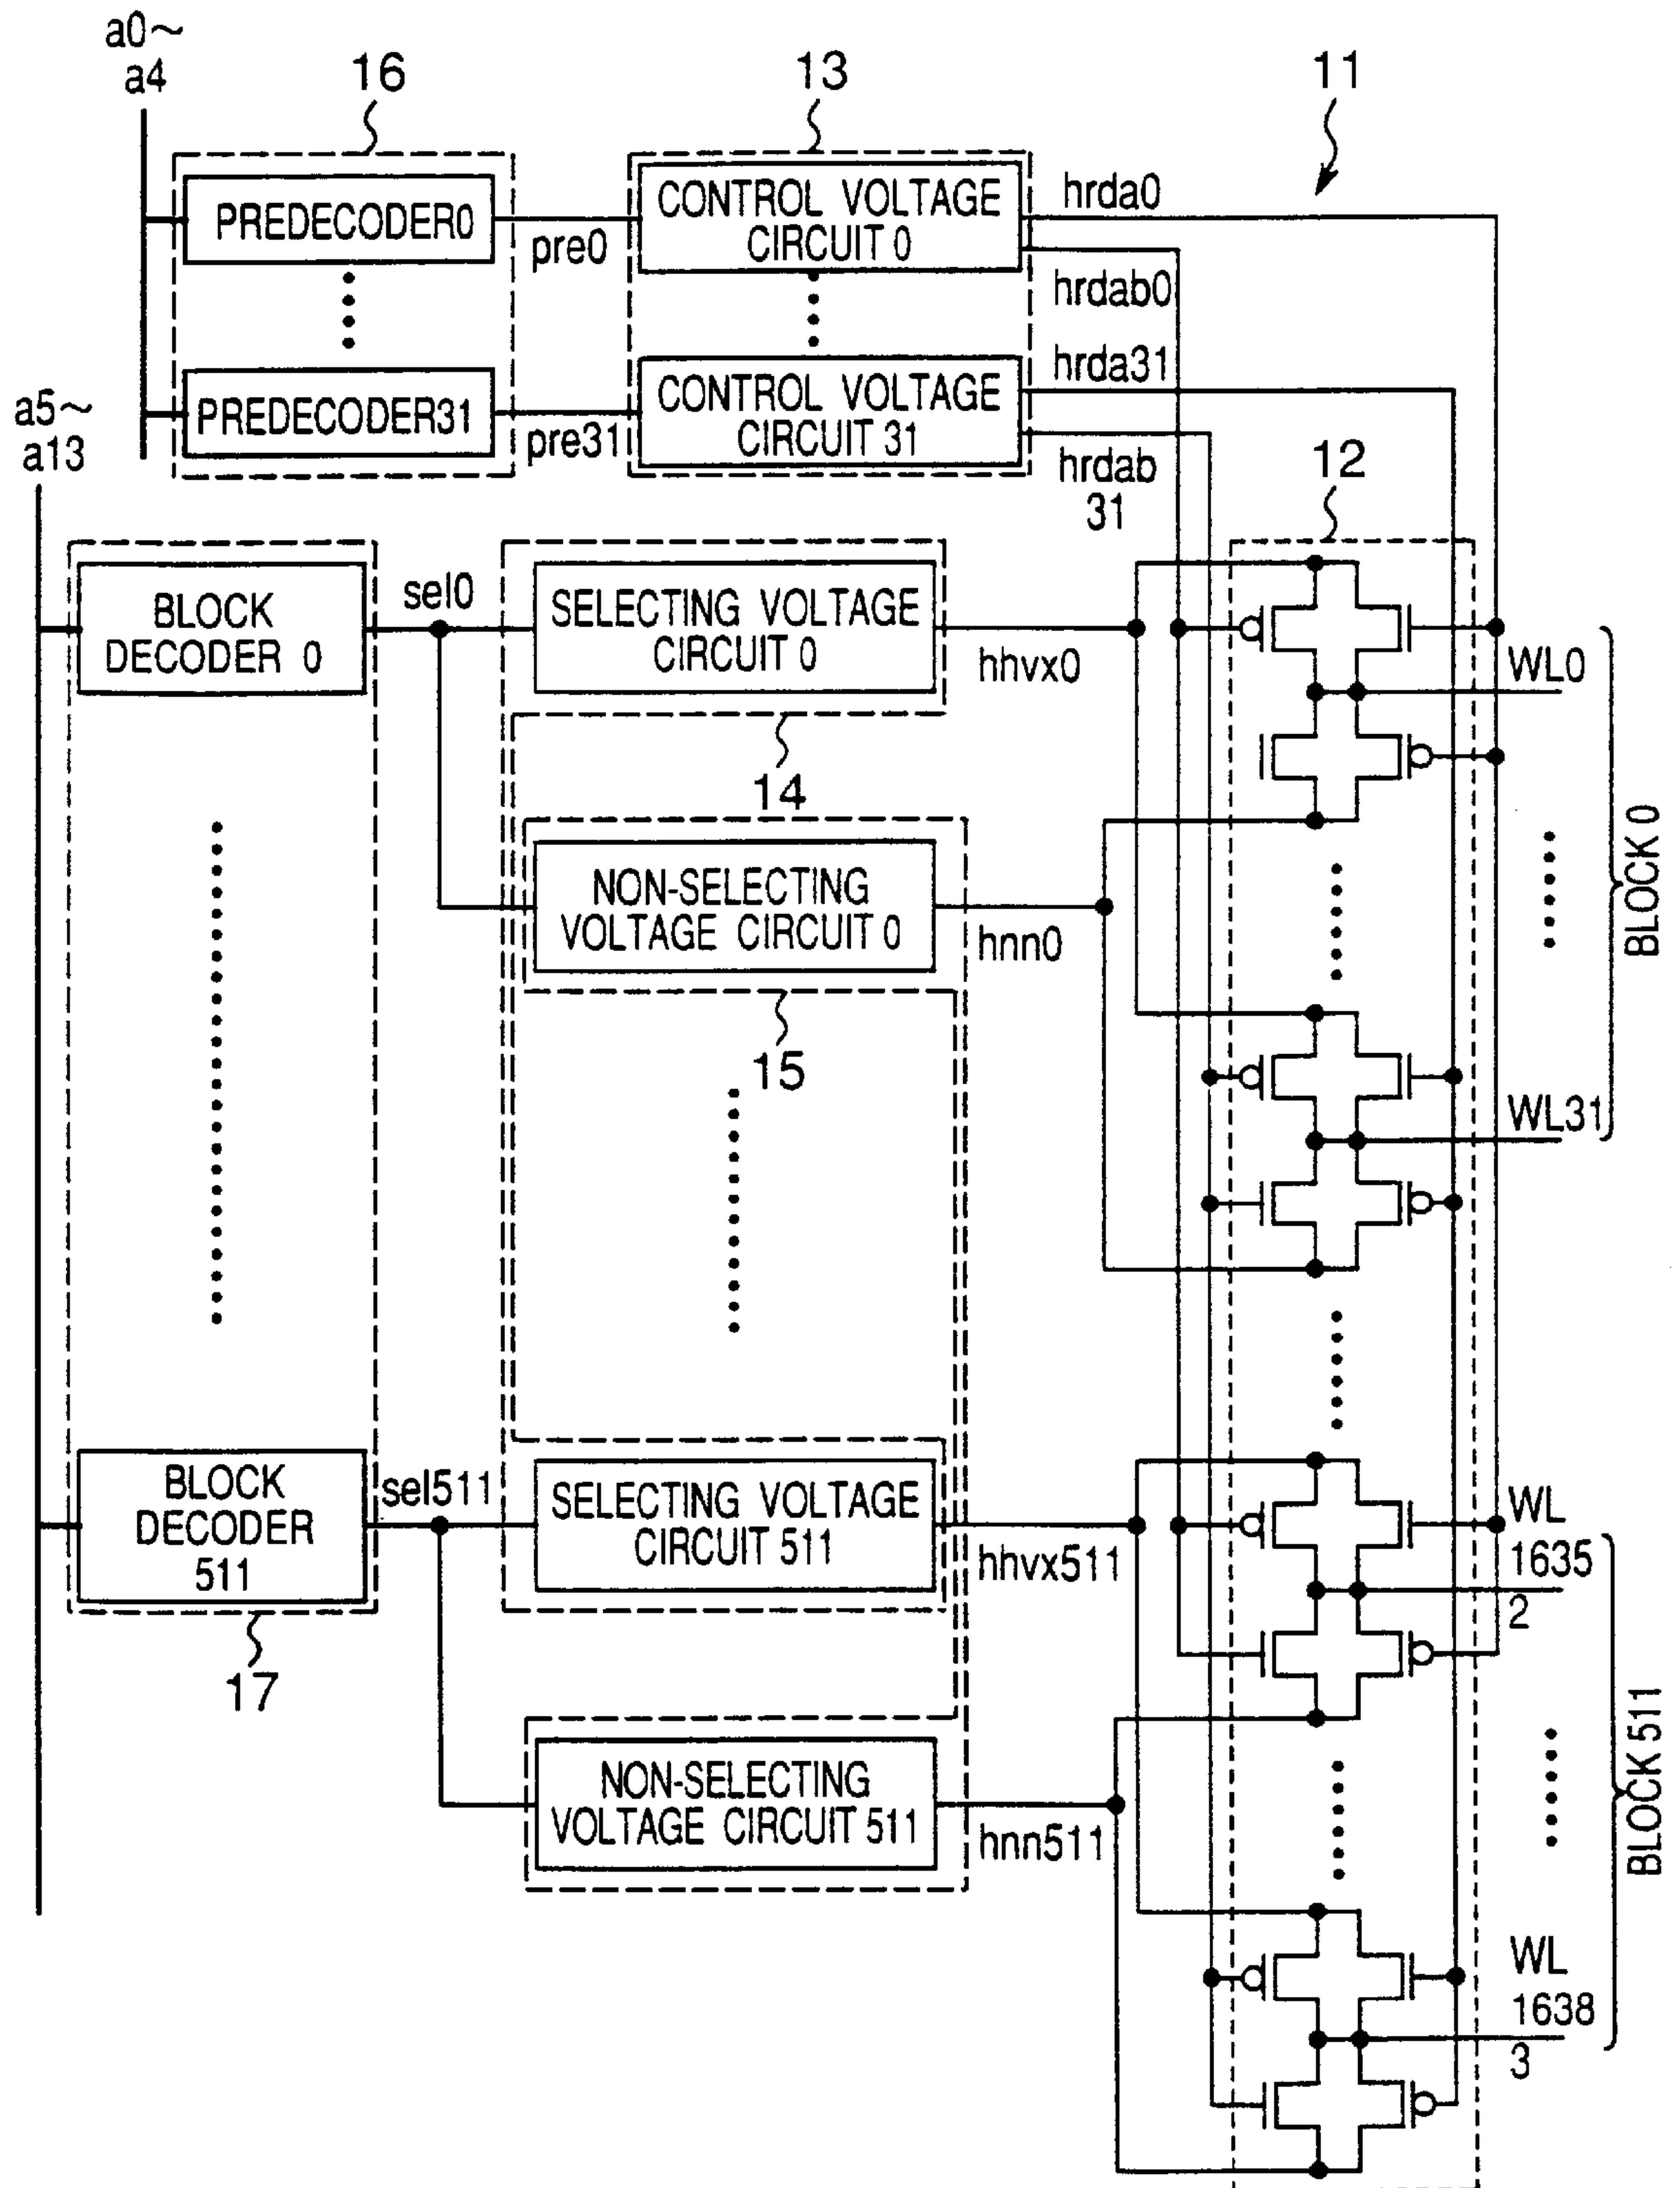 a0~
a4
16
13
11
PREDECODER0
pre0
CONTROL VOLTAGE
CIRCUIT 0
hrda0
hrdab0
PREDECODER31
pre31
CONTROL VOLTAGE
CIRCUIT 31
hrda31
hrdab
31
a5~
a13
12
BLOCK
DECODER 0
sel0
SELECTING VOLTAGE
CIRCUIT 0
hhvx0
WL0
14
NON-SELECTING
VOLTAGE CIRCUIT 0
hnn0
BLOCK 0
15
WL31
BLOCK
DECODER
511
sel511
SELECTING VOLTAGE
CIRCUIT 511
hhvx511
WL
1635
2
17
NON-SELECTING
VOLTAGE CIRCUIT 511
hnn511
BLOCK 511
WL
1638
3